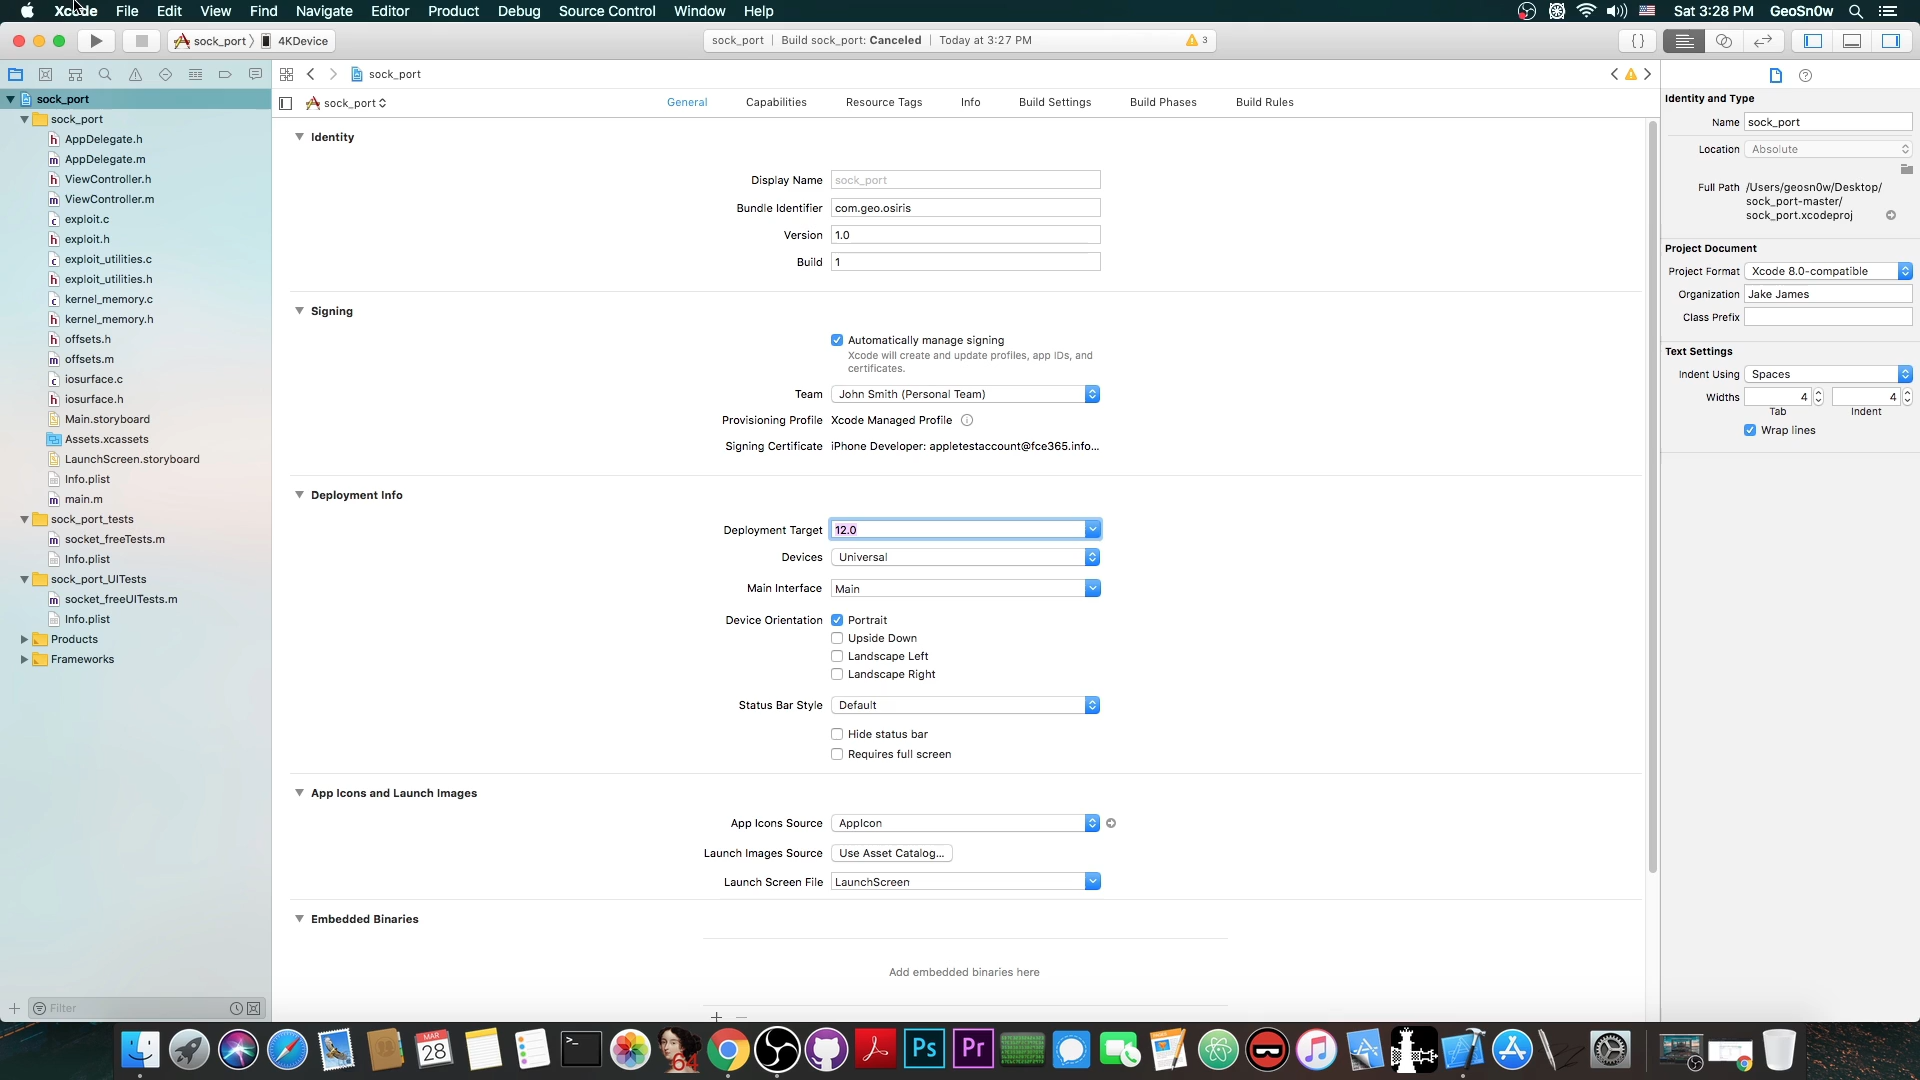 Xcode File Edit View Find Navigate Editor Product Debug Source Control Window Help
Sat 3:28 PM GeoSn0w
sock_port 4KDevice
sock_port Build sock_port: Canceled Today at 3:27 PM 3
sock_port
sock_port
General Capabilities Resource Tags Info Build Settings Build Phases Build Rules
sock_port
sock_port
AppDelegate.h
AppDelegate.m
ViewController.h
ViewController.m
exploit.c
exploit.h
exploit_utilities.c
exploit_utilities.h
kernel_memory.c
kernel_memory.h
offsets.h
offsets.m
iosurface.c
iosurface.h
Main.storyboard
Assets.xcassets
LaunchScreen.storyboard
Info.plist
main.m
sock_port_tests
socket_freeTests.m
Info.plist
sock_port_UITests
socket_freeUITests.m
Info.plist
Products
Frameworks
Filter
Identity
Display Name sock_port
Bundle Identifier com.geo.osiris
Version 1.0
Build 1
Signing
Automatically manage signing
Xcode will create and update profiles, app IDs, and
certificates.
Team John Smith (Personal Team)
Provisioning Profile Xcode Managed Profile
Signing Certificate iPhone Developer: appletestaccount@fce365.info...
Deployment Info
Deployment Target 12.0
Devices Universal
Main Interface Main
Device Orientation Portrait
Upside Down
Landscape Left
Landscape Right
Status Bar Style Default
Hide status bar
Requires full screen
App Icons and Launch Images
App Icons Source AppIcon
Launch Images Source Use Asset Catalog...
Launch Screen File LaunchScreen
Embedded Binaries
Add embedded binaries here
Identity and Type
Name sock_port
Location Absolute
Full Path /Users/geosn0w/Desktop/
sock_port-master/
sock_port.xcodeproj
Project Document
Project Format Xcode 8.0-compatible
Organization Jake James
Class Prefix
Text Settings
Indent Using Spaces
Widths 4 4
Tab Indent
Wrap lines
MAR
28
64
Ps
Pr